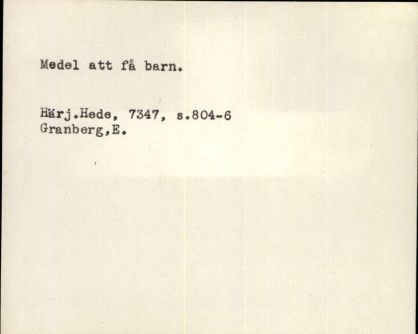 Medel att få barn.
Härj.Hede, 7347, s.804-6
Granberg,E.